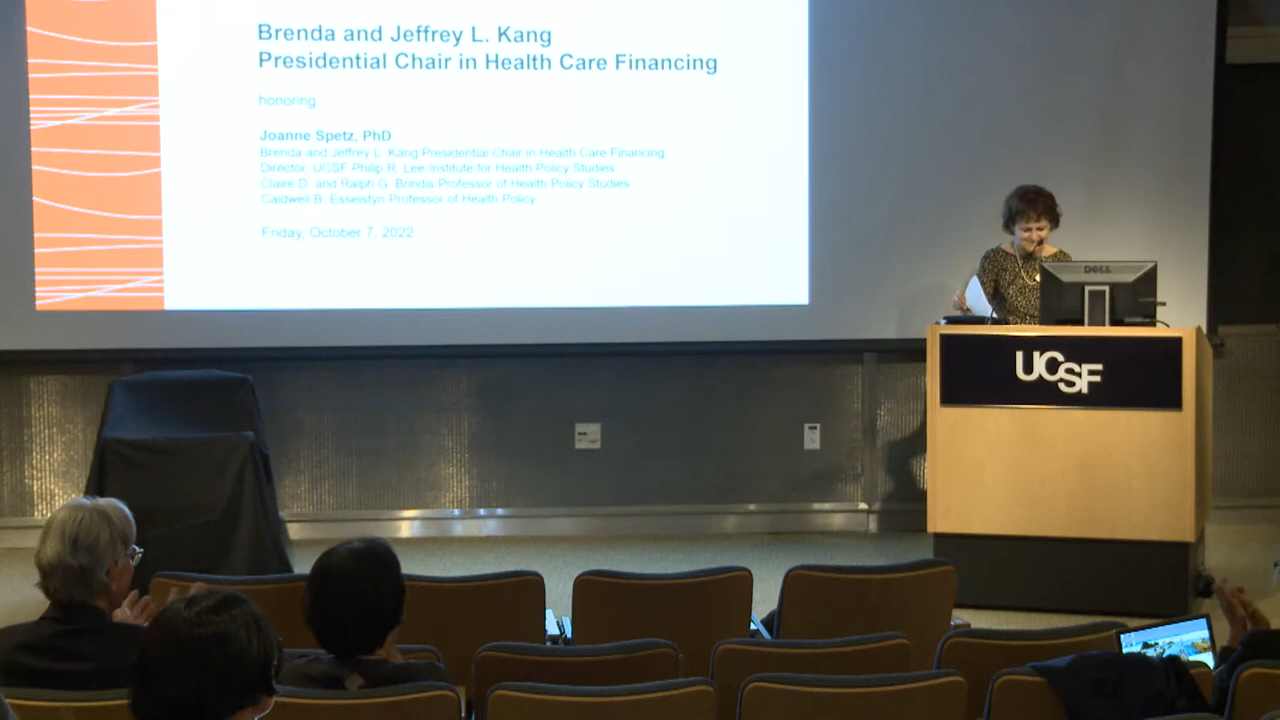 Brenda and Jeffrey L. Kang
Presidential Chair in Health Care Financing
honoring
Joanne Spetz, PhD
Brenda and Jeffrey L. Kang Presidential Chair in Health Care Financing
Director, UCSF Philip R. Lee Institute for Health Policy Studies
Claire D. and Ralph G. Brindis Professor of Health Policy Studies
Caldwell B. Esselstyn Professor of Health Policy
Friday, October 7, 2022
DELL
UCSF